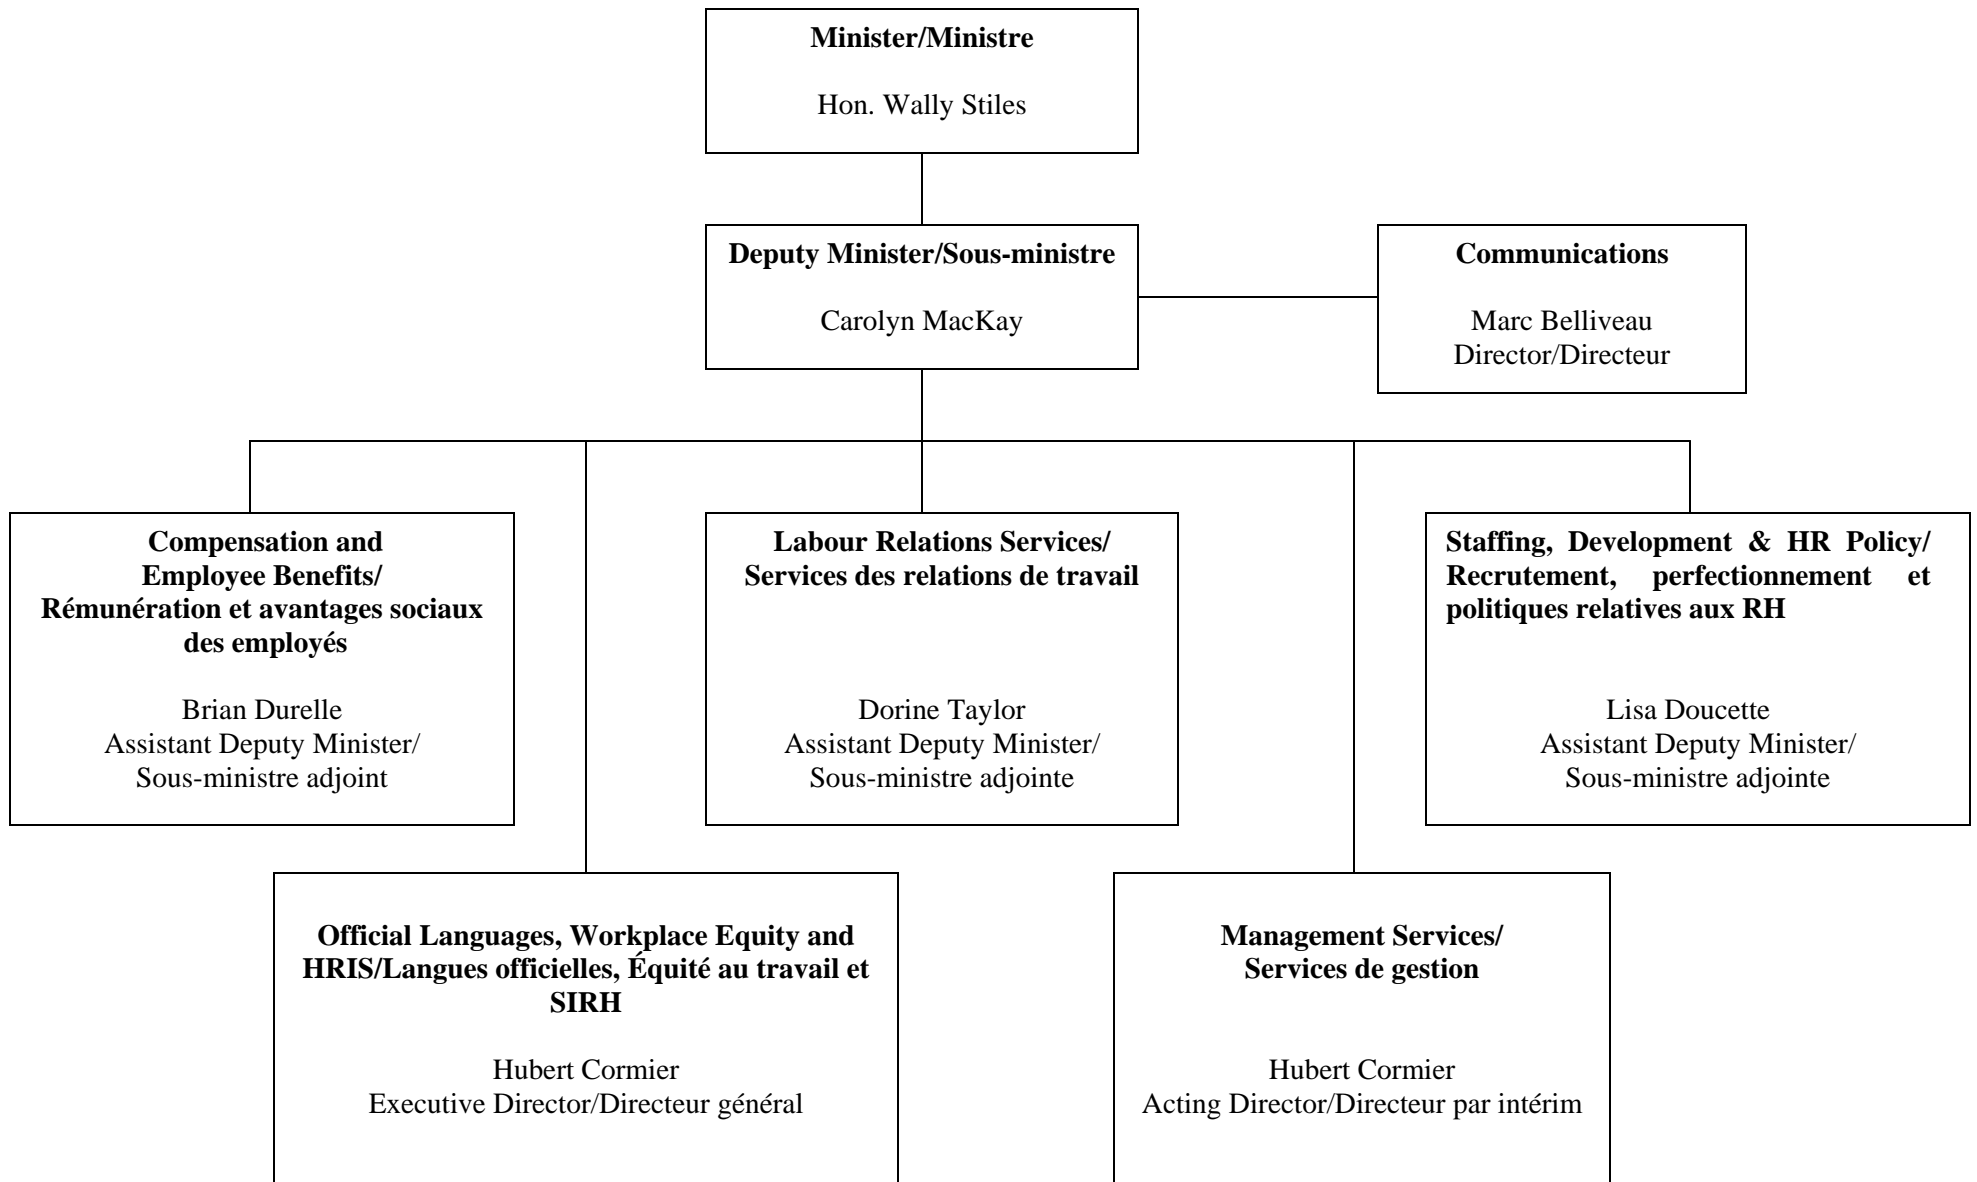 Minister/Ministre
Hon. Wally Stiles
Deputy Minister/Sous-ministre
Carolyn MacKay
Communications
Marc Belliveau
Director/Directeur
Compensation and
Employee Benefits/
Rémunération et avantages sociaux
des employés
Brian Durelle
Assistant Deputy Minister/
Sous-ministre adjoint
Labour Relations Services/
Services des relations de travail
Dorine Taylor
Assistant Deputy Minister/
Sous-ministre adjointe
Staffing, Development & HR Policy/
Recrutement, perfectionnement et
politiques relatives aux RH
Lisa Doucette
Assistant Deputy Minister/
Sous-ministre adjointe
Official Languages, Workplace Equity and
HRIS/Langues officielles, Équité au travail et
SIRH
Hubert Cormier
Executive Director/Directeur général
Management Services/
Services de gestion
Hubert Cormier
Acting Director/Directeur par intérim